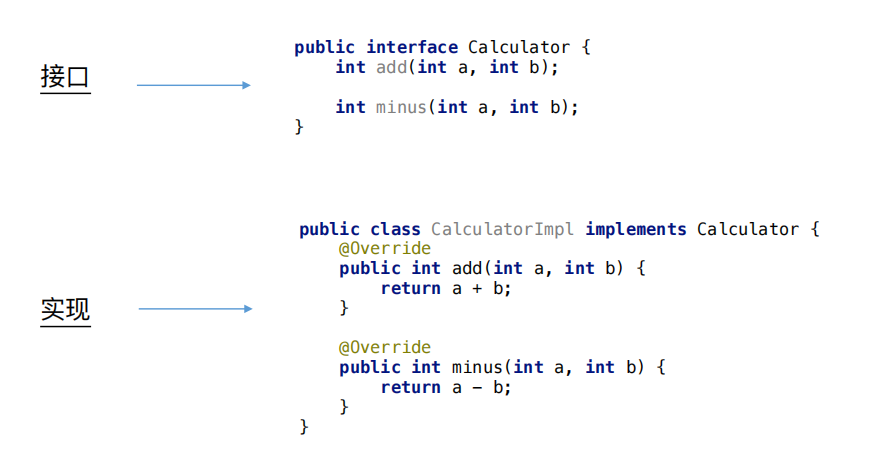 接口
public interface Calculator {
    int add(int a, int b);

    int minus(int a, int b);
}
实现
public class CalculatorImpl implements Calculator {
    @Override
    public int add(int a, int b) {
        return a + b;
    }

    @Override
    public int minus(int a, int b) {
        return a − b;
    }
}